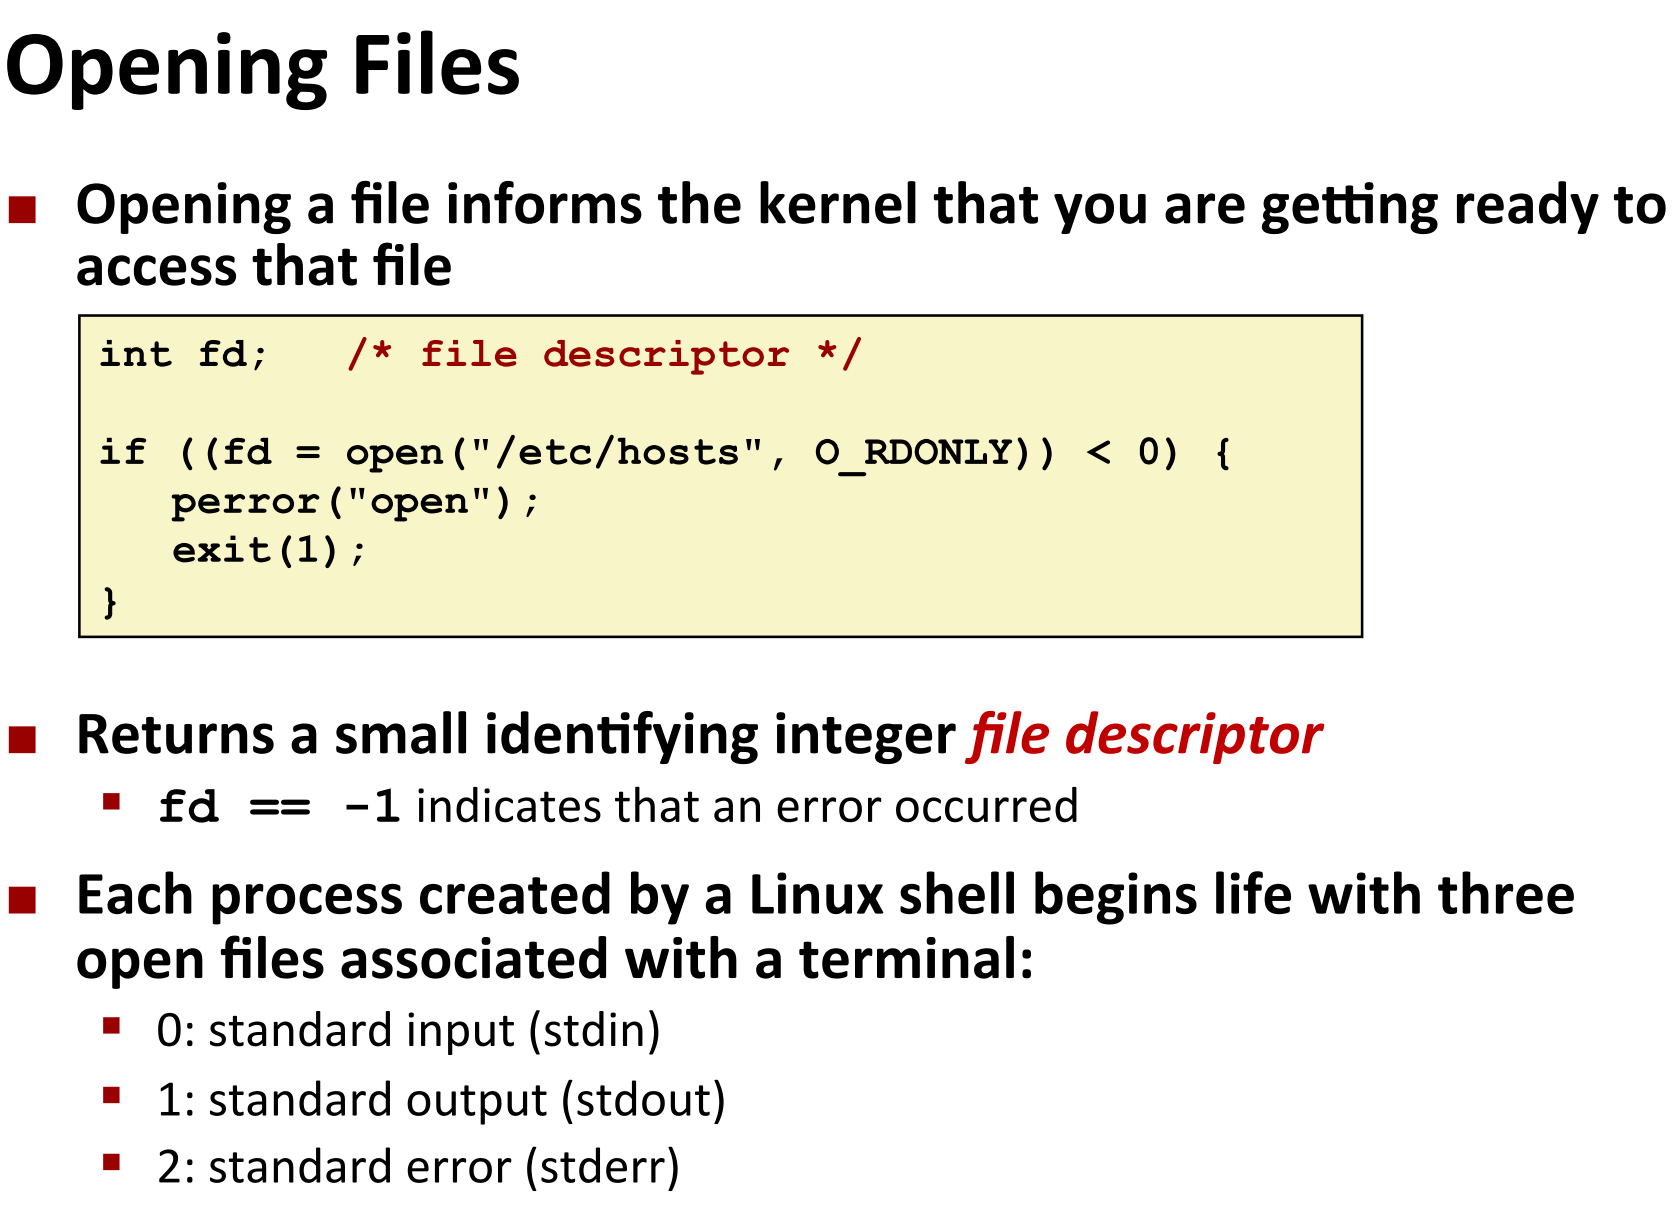 Opening Files
■ Opening a file informs the kernel that you are getting ready to
access that file
int fd;   /* file descriptor */
if ((fd = open("/etc/hosts", O_RDONLY)) < 0) {
   perror("open");
   exit(1);
}
■ Returns a small identifying integer file descriptor
▪ fd == -1 indicates that an error occurred
■ Each process created by a Linux shell begins life with three
open files associated with a terminal:
▪ 0: standard input (stdin)
▪ 1: standard output (stdout)
▪ 2: standard error (stderr)